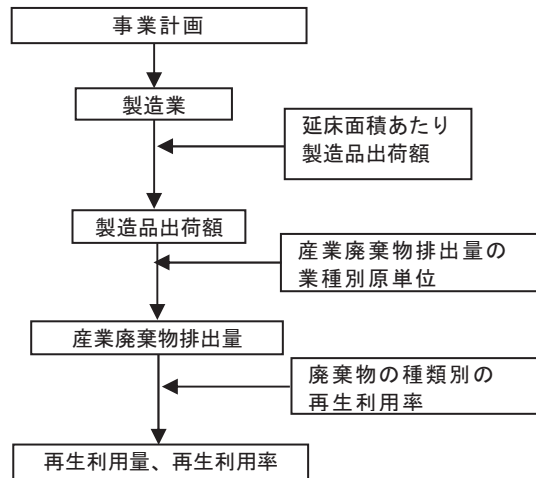 事業計画
製造業
延床面積あたり
製造品出荷額
製造品出荷額
産業廃棄物排出量の
業種別原単位
産業廃棄物排出量
廃棄物の種類別の
再生利用率
再生利用量、再生利用率